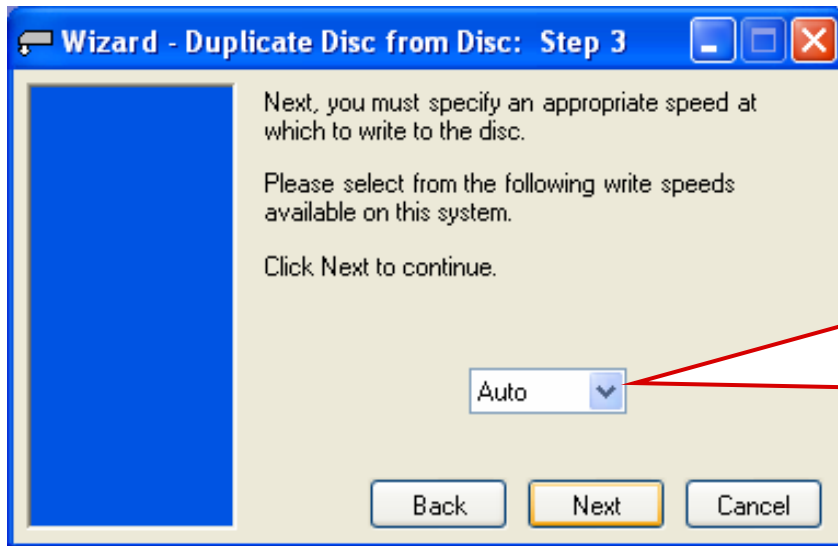 Wizard - Duplicate Disc from Disc: Step 3
Next, you must specify an appropriate speed at
which to write to the disc.
Please select from the following write speeds
available on this system.
Click Next to continue.
Auto
Back
Next
Cancel